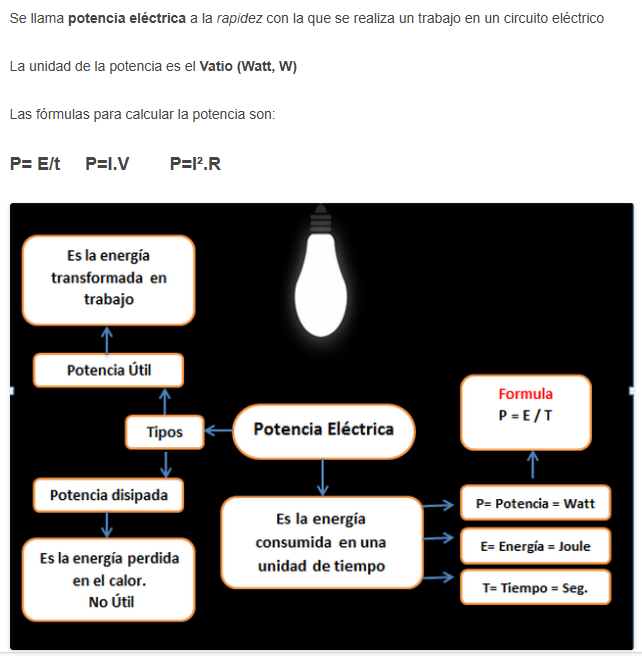 Se llama potencia eléctrica a la rapidez con la que se realiza un trabajo en un circuito eléctrico
La unidad de la potencia es el Vatio (Watt, W)
Las fórmulas para calcular la potencia son:
P= E/t P=I.V P=I².R
Es la energía
transformada en
trabajo
Potencia Útil
Tipos
Potencia disipada
Es la energía perdida
en el calor.
No Útil
Potencia Eléctrica
Es la energía
consumida en una
unidad de tiempo
Formula
P = E / T
P= Potencia = Watt
E= Energía = Joule
T= Tiempo = Seg.